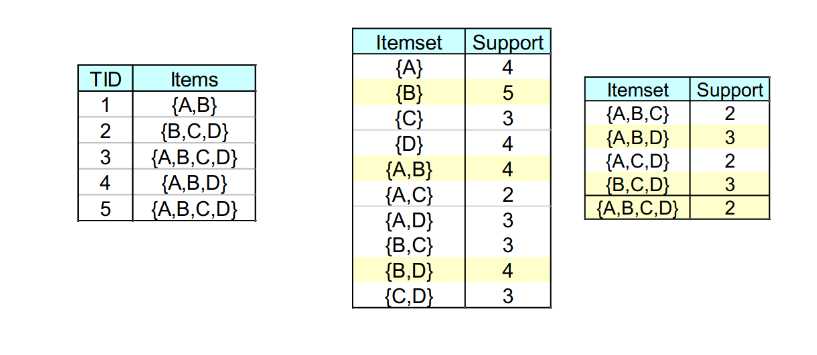 TID Items
1 {A,B}
2 {B,C,D}
3 {A,B,C,D}
4 {A,B,D}
5 {A,B,C,D}
Itemset Support
{A} 4
{B} 5
{C} 3
{D} 4
{A,B} 4
{A,C} 2
{A,D} 3
{B,C} 3
{B,D} 4
{C,D} 3
Itemset Support
{A,B,C} 2
{A,B,D} 3
{A,C,D} 2
{B,C,D} 3
{A,B,C,D} 2